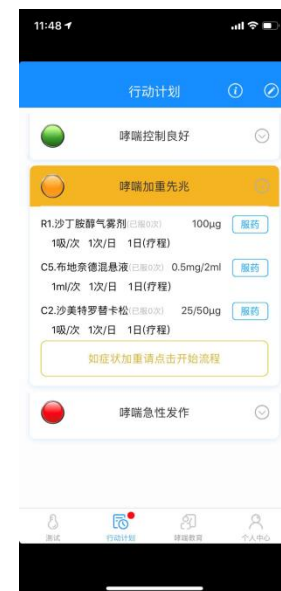 11:48
行动计划
哮喘控制良好
哮喘加重先兆
R1.沙丁胺醇气雾剂(已服0次) 100μg 服药
1吸/次 1次/日 1日(疗程)
C5.布地奈德混悬液(已服0次) 0.5mg/2ml 服药
1ml/次 1次/日 1日(疗程)
C2.沙美特罗替卡松(已服0次) 25/50μg 服药
1吸/次 1次/日 1日(疗程)
如症状加重请点击开始流程
哮喘急性发作
测试 行动计划 哮喘教育 个人中心